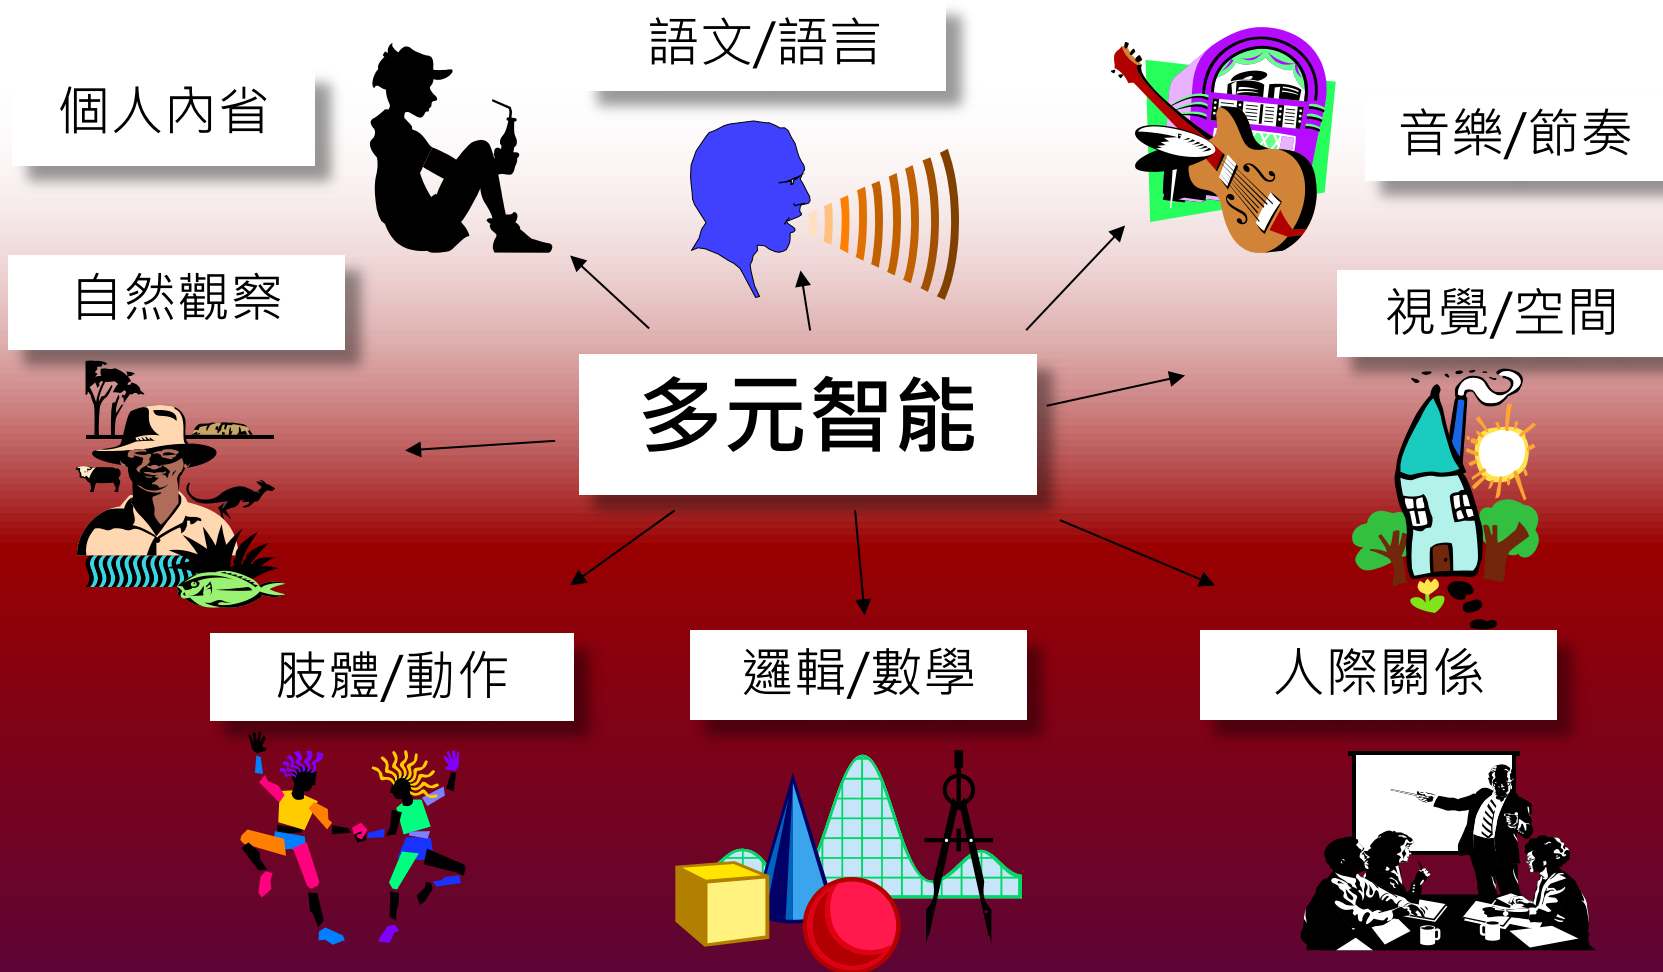 語文/語言
個人內省
音樂/節奏
自然觀察
視覺/空間
多元智能
肢體/動作
邏輯/數學
人際關係